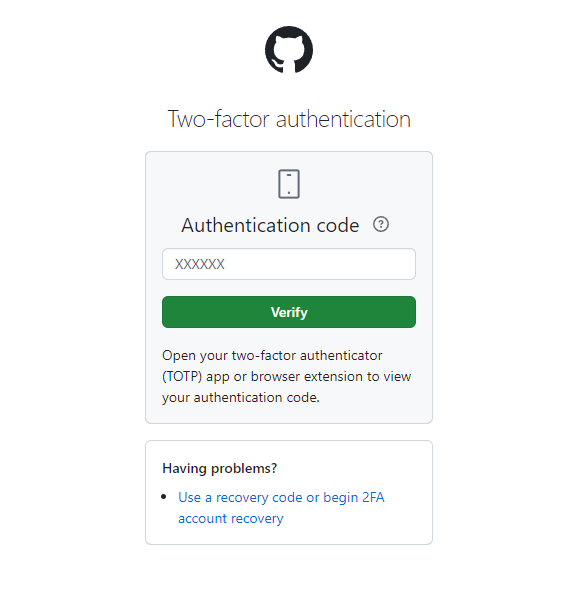 Two-factor authentication
Authentication code ?
XXXXXX
Verify
Open your two-factor authenticator
(TOTP) app or browser extension to view
your authentication code.
Having problems?
Use a recovery code or begin 2FA
account recovery